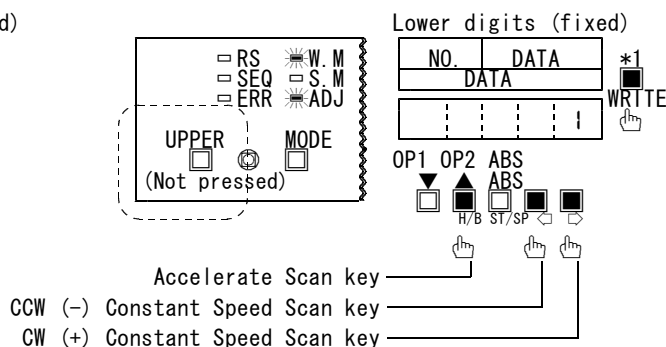 d)
Lower digits (fixed)
RS W.M
SEQ S.M
ERR ADJ
UPPER MODE
(Not pressed)
NO. DATA
DATA
*1
WRITE
1
OP1 OP2 ABS
ABS
H/B ST/SP
Accelerate Scan key
CCW (-) Constant Speed Scan key
CW (+) Constant Speed Scan key